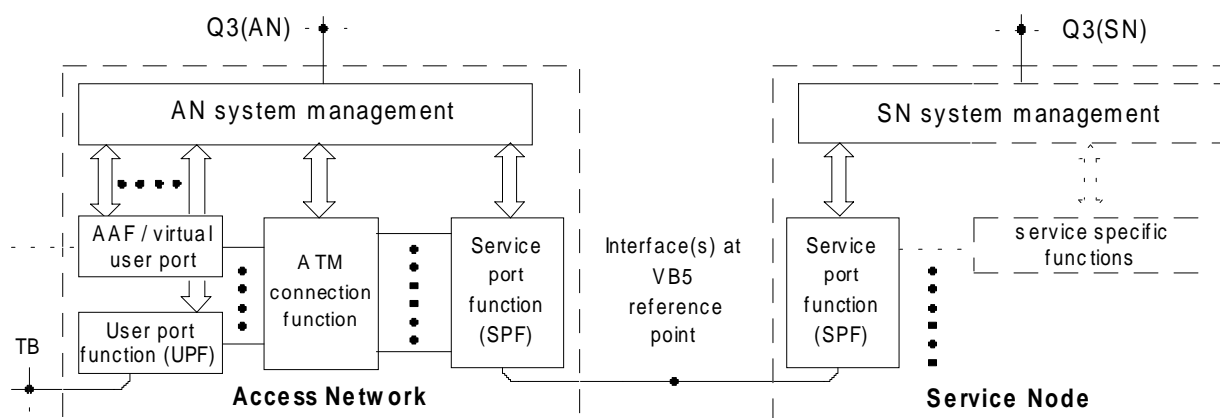 Q3(AN)
Q3(SN)
AN system management
SN system management
AAF / virtual
user port
ATM
connection
function
Service
port
function
(SPF)
Interface(s) at
VB5
reference
point
Service
port
function
(SPF)
service specific
functions
User port
function (UPF)
TB
Access Network
Service Node